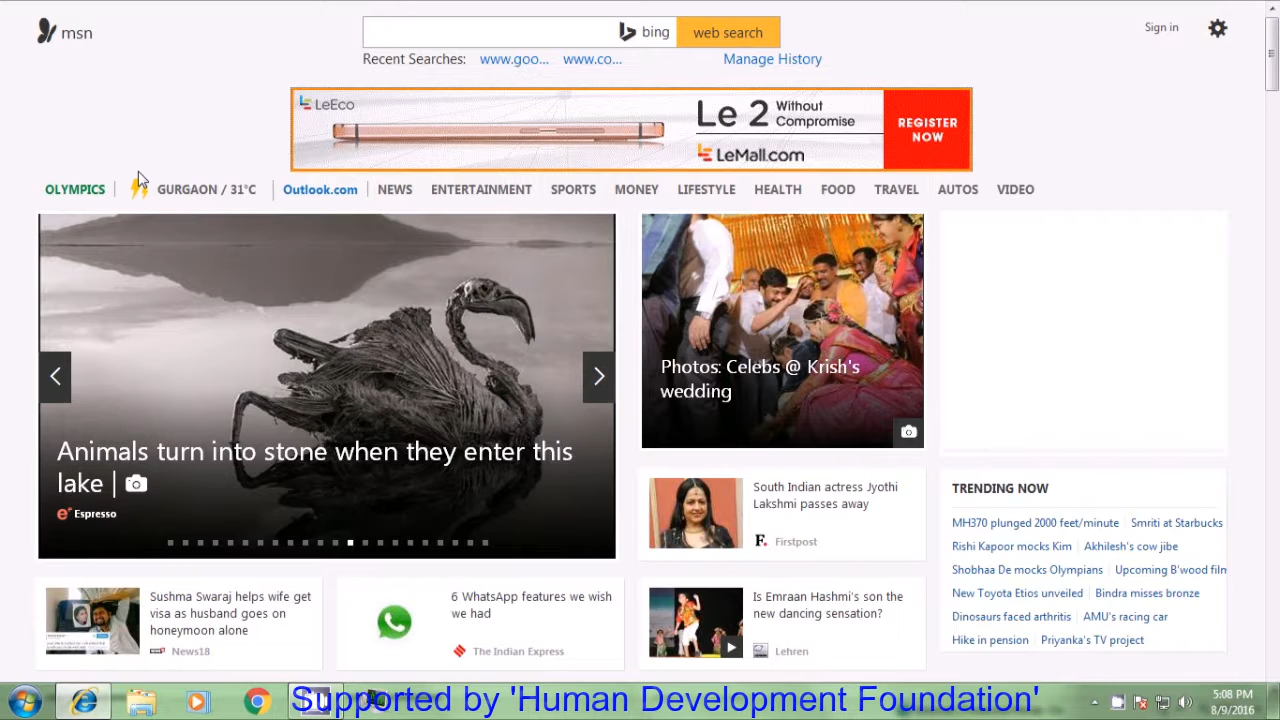 msn
bing
web search
Sign in
Recent Searches: www.goo... www.co... Manage History
LeEco
Le 2 Without Compromise
LeMall.com
REGISTER NOW
OLYMPICS
GURGAON / 31°C
Outlook.com
NEWS
ENTERTAINMENT
SPORTS
MONEY
LIFESTYLE
HEALTH
FOOD
TRAVEL
AUTOS
VIDEO
Animals turn into stone when they enter this
lake |
Espresso
Photos: Celebs @ Krish's
wedding
South Indian actress Jyothi
Lakshmi passes away
F. Firstpost
TRENDING NOW
MH370 plunged 2000 feet/minute Smriti at Starbucks
Rishi Kapoor mocks Kim Akhilesh's cow jibe
Shobhaa De mocks Olympians Upcoming B'wood film
New Toyota Etios unveiled Bindra misses bronze
Dinosaurs faced arthritis AMU's racing car
Hike in pension Priyanka's TV project
Sushma Swaraj helps wife get
visa as husband goes on
honeymoon alone
News18
6 WhatsApp features we wish
we had
The Indian Express
Is Emraan Hashmi's son the
new dancing sensation?
Lehren
Supported by 'Human Development Foundation'
5:08 PM
8/9/2016